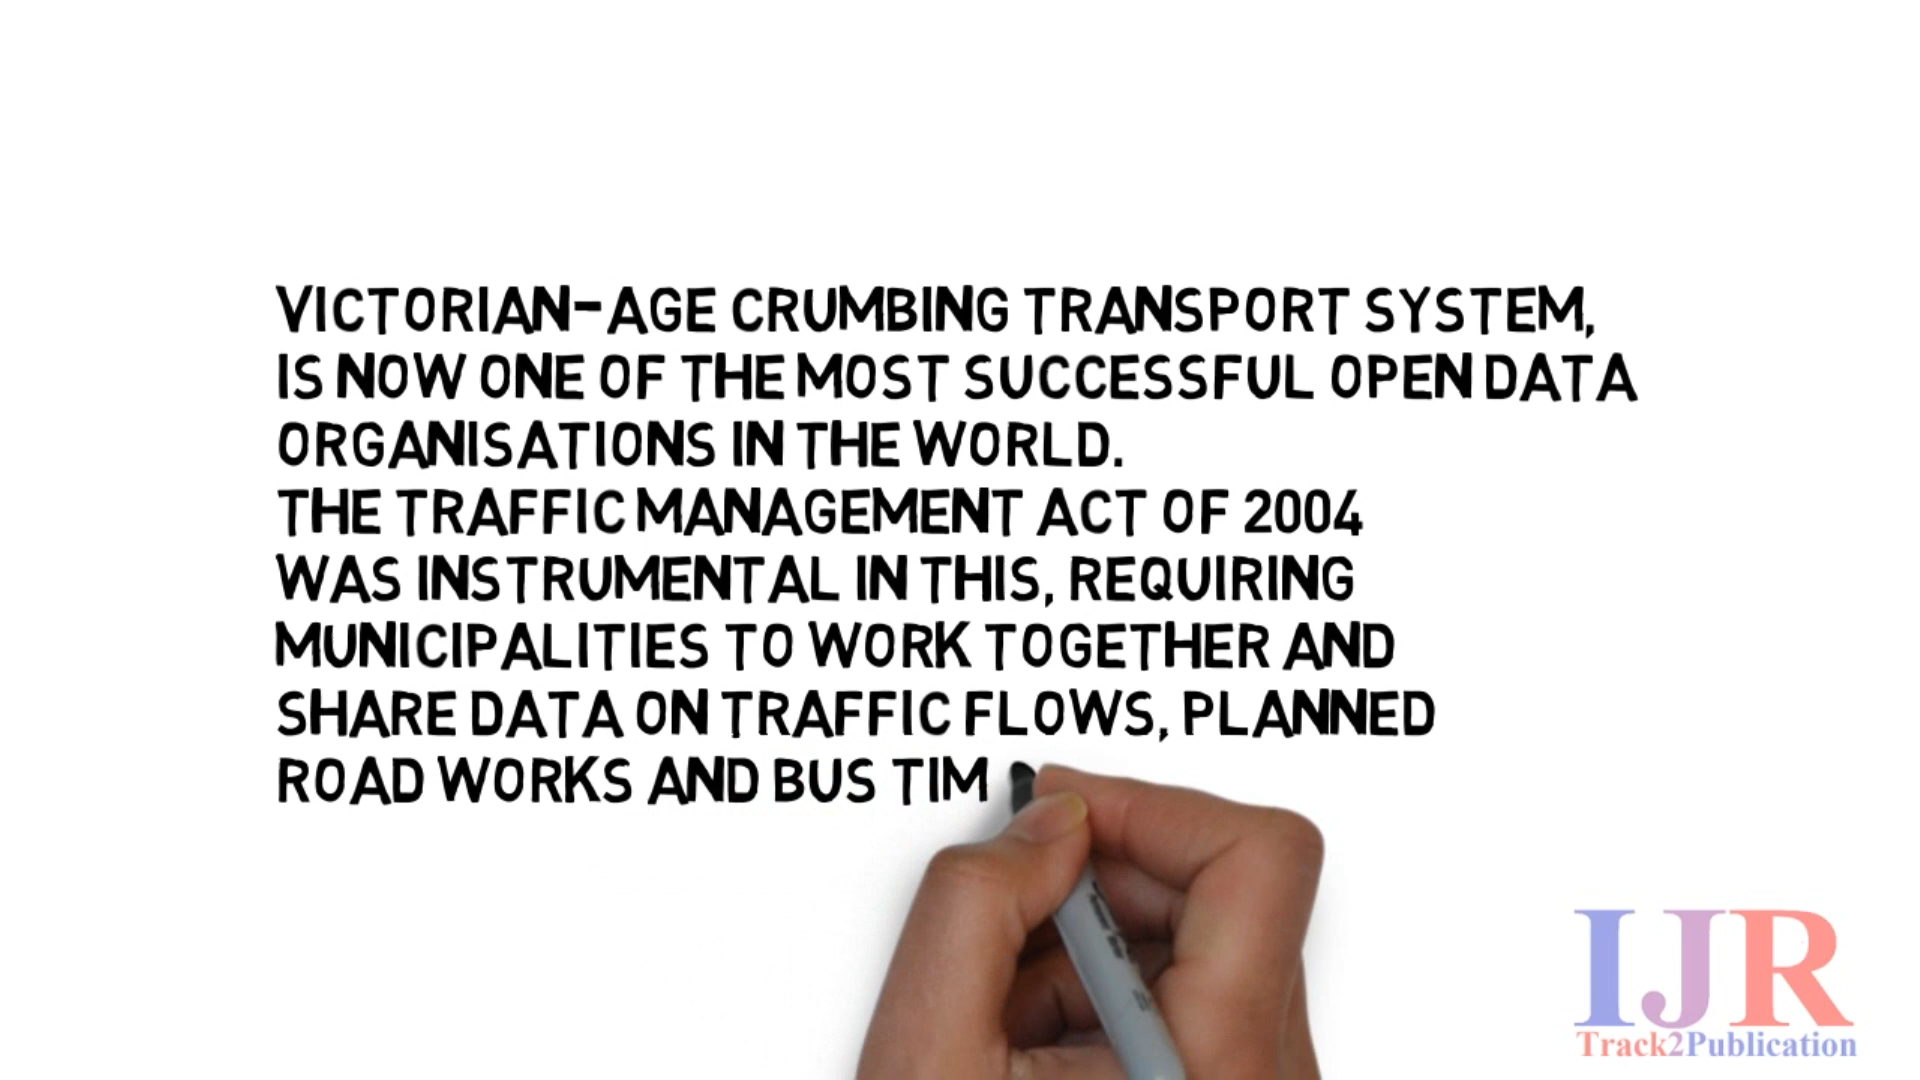 VICTORIAN-AGE CRUMBING TRANSPORT SYSTEM,
IS NOW ONE OF THE MOST SUCCESSFUL OPEN DATA
ORGANISATIONS IN THE WORLD.
THE TRAFFIC MANAGEMENT ACT OF 2004
WAS INSTRUMENTAL IN THIS, REQUIRING
MUNICIPALITIES TO WORK TOGETHER AND
SHARE DATA ON TRAFFIC FLOWS, PLANNED
ROAD WORKS AND BUS TIM
IJR
Track2Publication